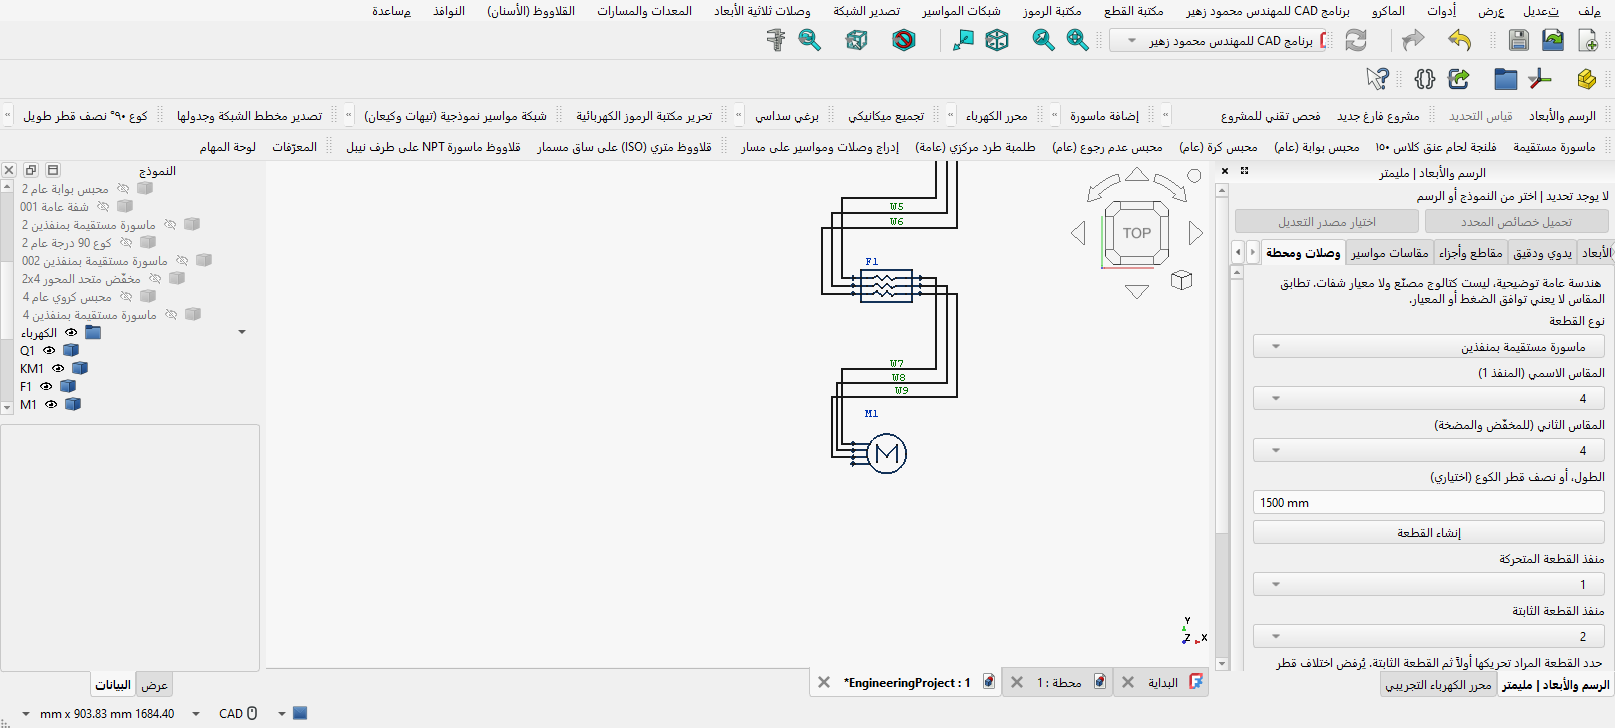 ملف تعديل عرض أدوات الماكرو برنامج CAD للمهندس محمود زهير مكتبة القطع مكتبة الرموز شبكات المواسير تصدير الشبكة وصلات ثلاثية الأبعاد المعدات والمسارات القلاووظ (الأسنان) النوافذ مساعدة
برنامج CAD للمهندس محمود زهير
الرسم والأبعاد قياس التحديد مشروع فارغ جديد فحص تقني للمشروع إضافة ماسورة محرر الكهرباء تجميع ميكانيكي برغي سداسي تحرير مكتبة الرموز الكهربائية شبكة مواسير نموذجية (تيهات وكيعان) تصدير مخطط الشبكة وجدولها كوع ٩٠° نصف قطر طويل
ماسورة مستقيمة فلنجة لحام عنق كلاس ١٥٠ محبس بوابة (عام) محبس كرة (عام) محبس عدم رجوع (عام) طلمبة طرد مركزي (عامة) إدراج وصلات ومواسير على مسار قلاووظ متري (ISO) على ساق مسمار قلاووظ ماسورة NPT على طرف نيبل المعرّفات لوحة المهام
الرسم والأبعاد | مليمتر
لا يوجد تحديد | اختر من النموذج أو الرسم
تحميل خصائص المحدد
اختيار مصدر التعديل
الأبعاد
يدوي ودقيق
مقاطع وأجزاء
مقاسات مواسير
وصلات ومحطة
هندسة عامة توضيحية، ليست كتالوج مصنّع ولا معيار شفات. تطابق
المقاس لا يعني توافق الضغط أو المعيار.
نوع القطعة
ماسورة مستقيمة بمنفذين
المقاس الاسمي (المنفذ 1)
4
المقاس الثاني (للمخفّض والمضخة)
4
الطول، أو نصف قطر الكوع (اختياري)
1500 mm
إنشاء القطعة
منفذ القطعة المتحركة
1
منفذ القطعة الثابتة
2
حدد القطعة المراد تحريكها أولاً ثم القطعة الثابتة. يُرفض اختلاف قطر
الرسم والأبعاد | مليمتر
محرر الكهرباء التجريبي
TOP
W5
W6
F1
W7
W8
W9
M1
M
Y
Z
X
النموذج
محبس بوابة عام 2
شفة عامة 001
ماسورة مستقيمة بمنفذين 2
كوع 90 درجة عام 2
ماسورة مستقيمة بمنفذين 002
مخفّض متحد المحور 2x4
محبس كروي عام 4
ماسورة مستقيمة بمنفذين 4
الكهرباء
Q1
KM1
F1
M1
عرض
البيانات
البداية
محطة : 1
EngineeringProject : 1*
CAD
mm x 903.83 mm 1684.40